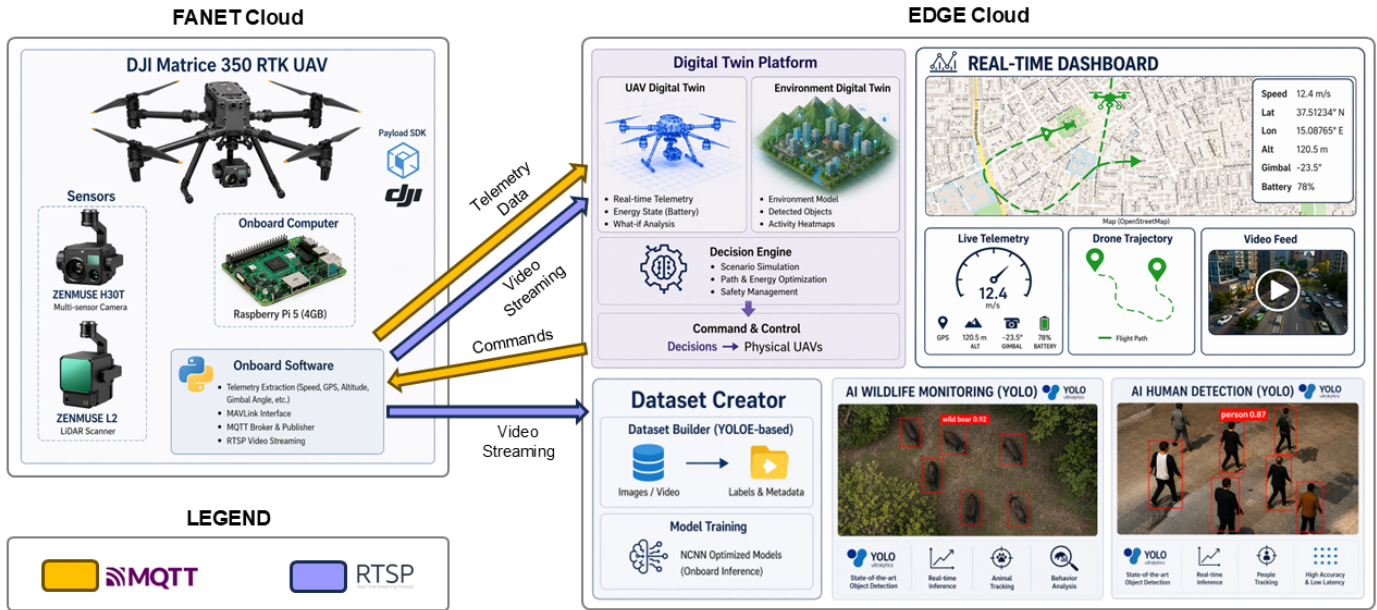 FANET Cloud
DJI Matrice 350 RTK UAV
Payload SDK
dji
Sensors
ZENMUSE H30T
Multi-sensor Camera
ZENMUSE L2
LiDAR Scanner
Onboard Computer
Raspberry Pi 5 (4GB)
Onboard Software
• Telemetry Extraction (Speed, GPS, Altitude,
Gimbal Angle, etc.)
• MAVLink Interface
• MQTT Broker & Publisher
• RTSP Video Streaming
LEGEND
MQTT
RTSP
Telemetry
Data
Video
Streaming
Commands
Video
Streaming
EDGE Cloud
Digital Twin Platform
UAV Digital Twin
• Real-time Telemetry
• Energy State (Battery)
• What-if Analysis
Environment Digital Twin
• Environment Model
• Detected Objects
• Activity Heatmaps
Decision Engine
• Scenario Simulation
• Path & Energy Optimization
• Safety Management
Command & Control
Decisions → Physical UAVs
REAL-TIME DASHBOARD
Speed 12.4 m/s
Lat 37.51234° N
Lon 15.08765° E
Alt 120.5 m
Gimbal -23.5°
Battery 78%
Map (OpenStreetMap)
Live Telemetry
12.4
m/s
GPS
120.5 m
ALT
-23.5°
GIMBAL
78%
BATTERY
Drone Trajectory
Flight Path
Video Feed
Dataset Creator
Dataset Builder (YOLOE-based)
Images / Video
Labels & Metadata
Model Training
NCNN Optimized Models
(Onboard Inference)
AI WILDLIFE MONITORING (YOLO)
YOLO
ultralytics
wild boar 0.92
YOLO
ultralytics
State-of-the-art
Object Detection
Real-time
Inference
Animal
Tracking
Behavior
Analysis
AI HUMAN DETECTION (YOLO)
YOLO
ultralytics
person 0.87
YOLO
ultralytics
State-of-the-art
Object Detection
Real-time
Inference
People
Tracking
High Accuracy
& Low Latency